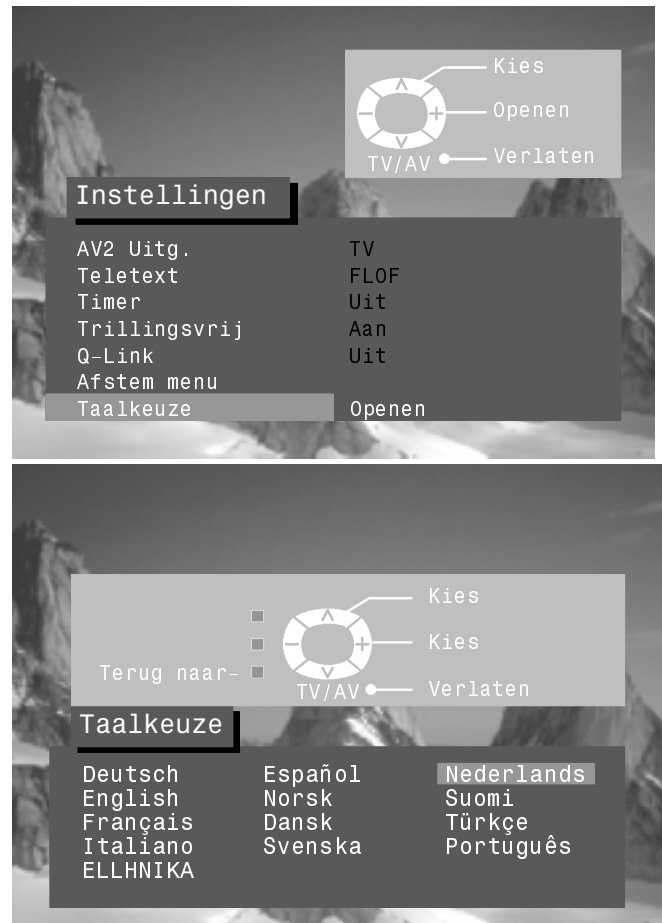 Kies
Openen
TV/AV Verlaten
Instellingen
AV2 Uitg. TV
Teletext FLOF
Timer Uit
Trillingsvrij Aan
Q-Link Uit
Afstem menu
Taalkeuze Openen
Kies
Kies
Terug naar-
TV/AV Verlaten
Taalkeuze
Deutsch Español Nederlands
English Norsk Suomi
Français Dansk Türkçe
Italiano Svenska Português
ELLHNIKA